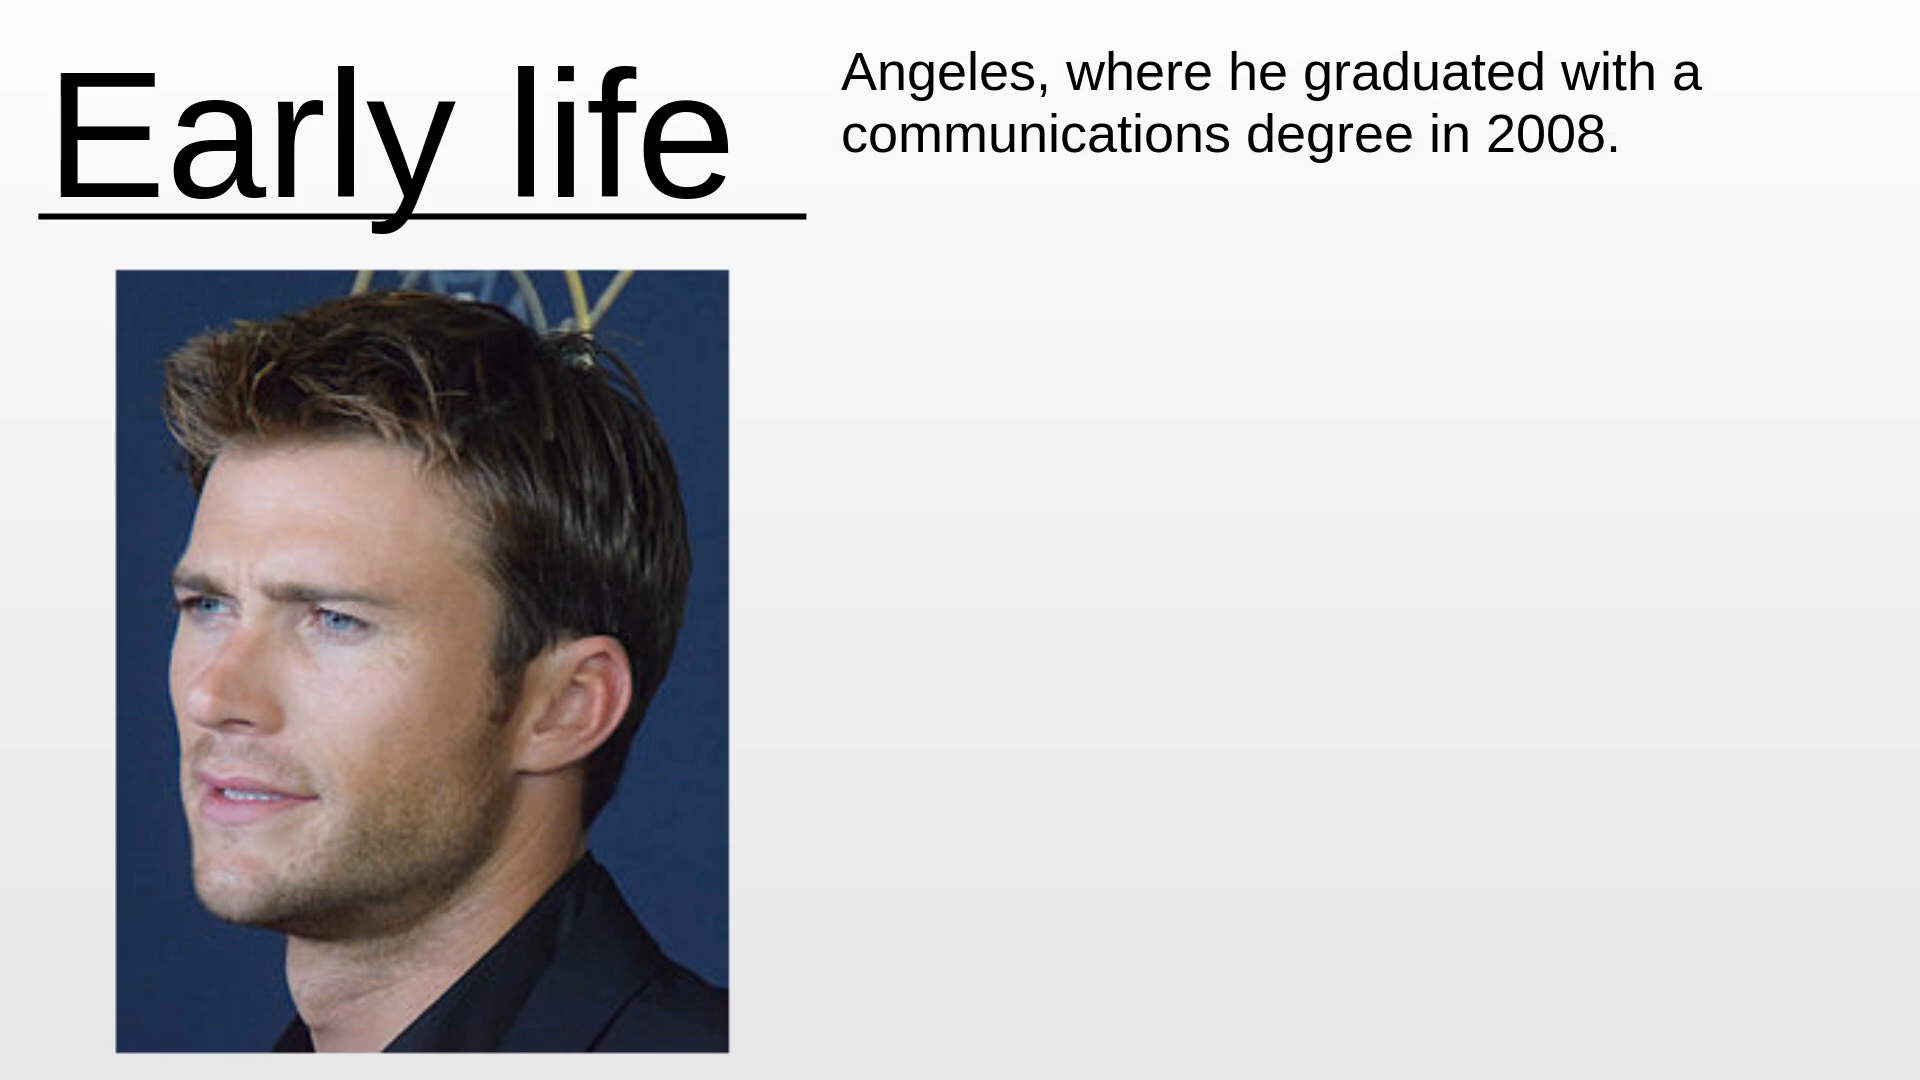 Early life
Angeles, where he graduated with a
communications degree in 2008.